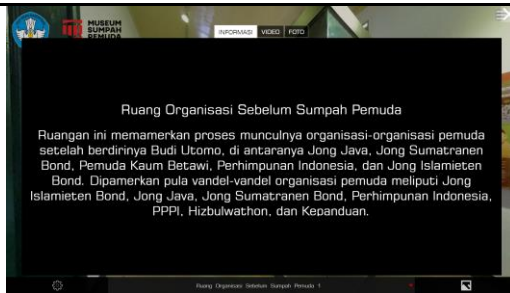 MUSEUM
SUMPAH
PEMUDA
INFORMASI VIDEO FOTO
Ruang Organisasi Sebelum Sumpah Pemuda
Ruangan ini memamerkan proses munculnya organisasi-organisasi pemuda
setelah berdirinya Budi Utomo, di antaranya Jong Java, Jong Sumatranen
Bond, Pemuda Kaum Betawi, Perhimpunan Indonesia, dan Jong Islamieten
Bond. Dipamerkan pula vandel-vandel organisasi pemuda meliputi Jong
Islamieten Bond, Jong Java, Jong Sumatranen Bond, Perhimpunan Indonesia,
PPPI, Hizbulwathon, dan Kepanduan.
Ruang Organisasi Sebelum Sumpah Pemuda 1